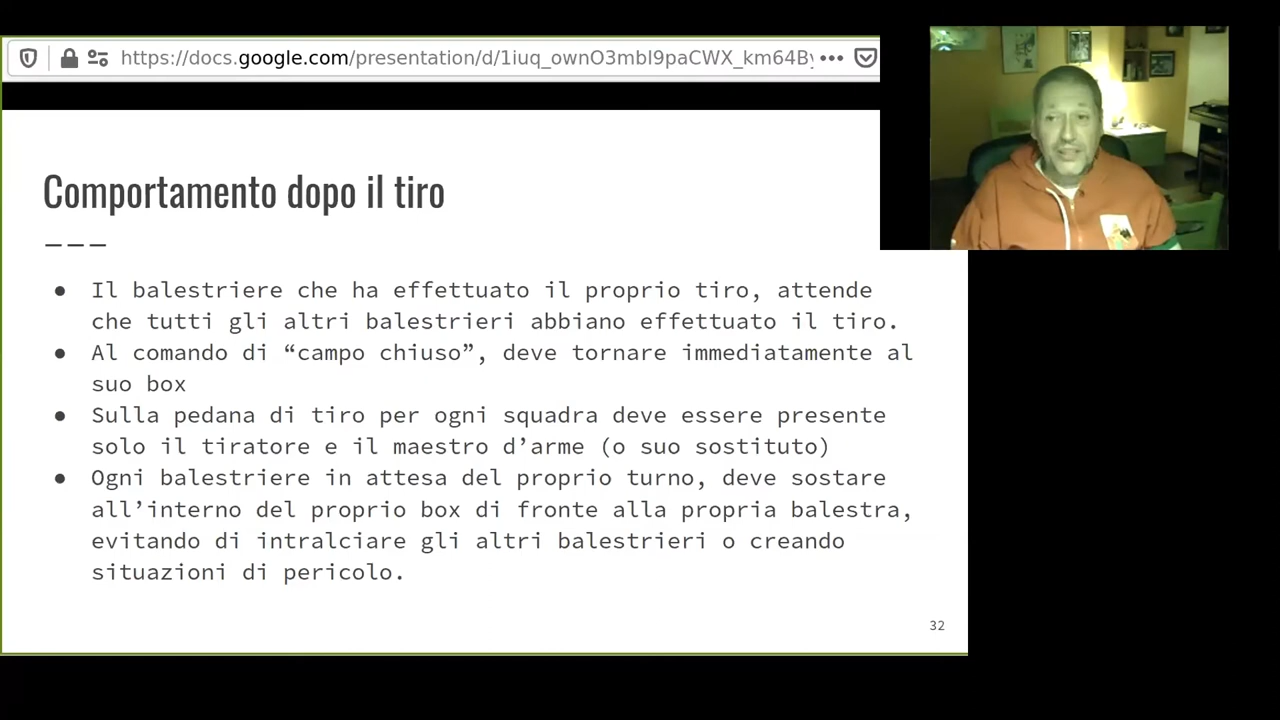 https://docs.google.com/presentation/d/1iuq_ownO3mbl9paCWX_km64B
Comportamento dopo il tiro
———
● Il balestriere che ha effettuato il proprio tiro, attende
che tutti gli altri balestrieri abbiano effettuato il tiro.
● Al comando di “campo chiuso”, deve tornare immediatamente al
suo box
● Sulla pedana di tiro per ogni squadra deve essere presente
solo il tiratore e il maestro d’arme (o suo sostituto)
● Ogni balestriere in attesa del proprio turno, deve sostare
all’interno del proprio box di fronte alla propria balestra,
evitando di intralciare gli altri balestrieri o creando
situazioni di pericolo.
32